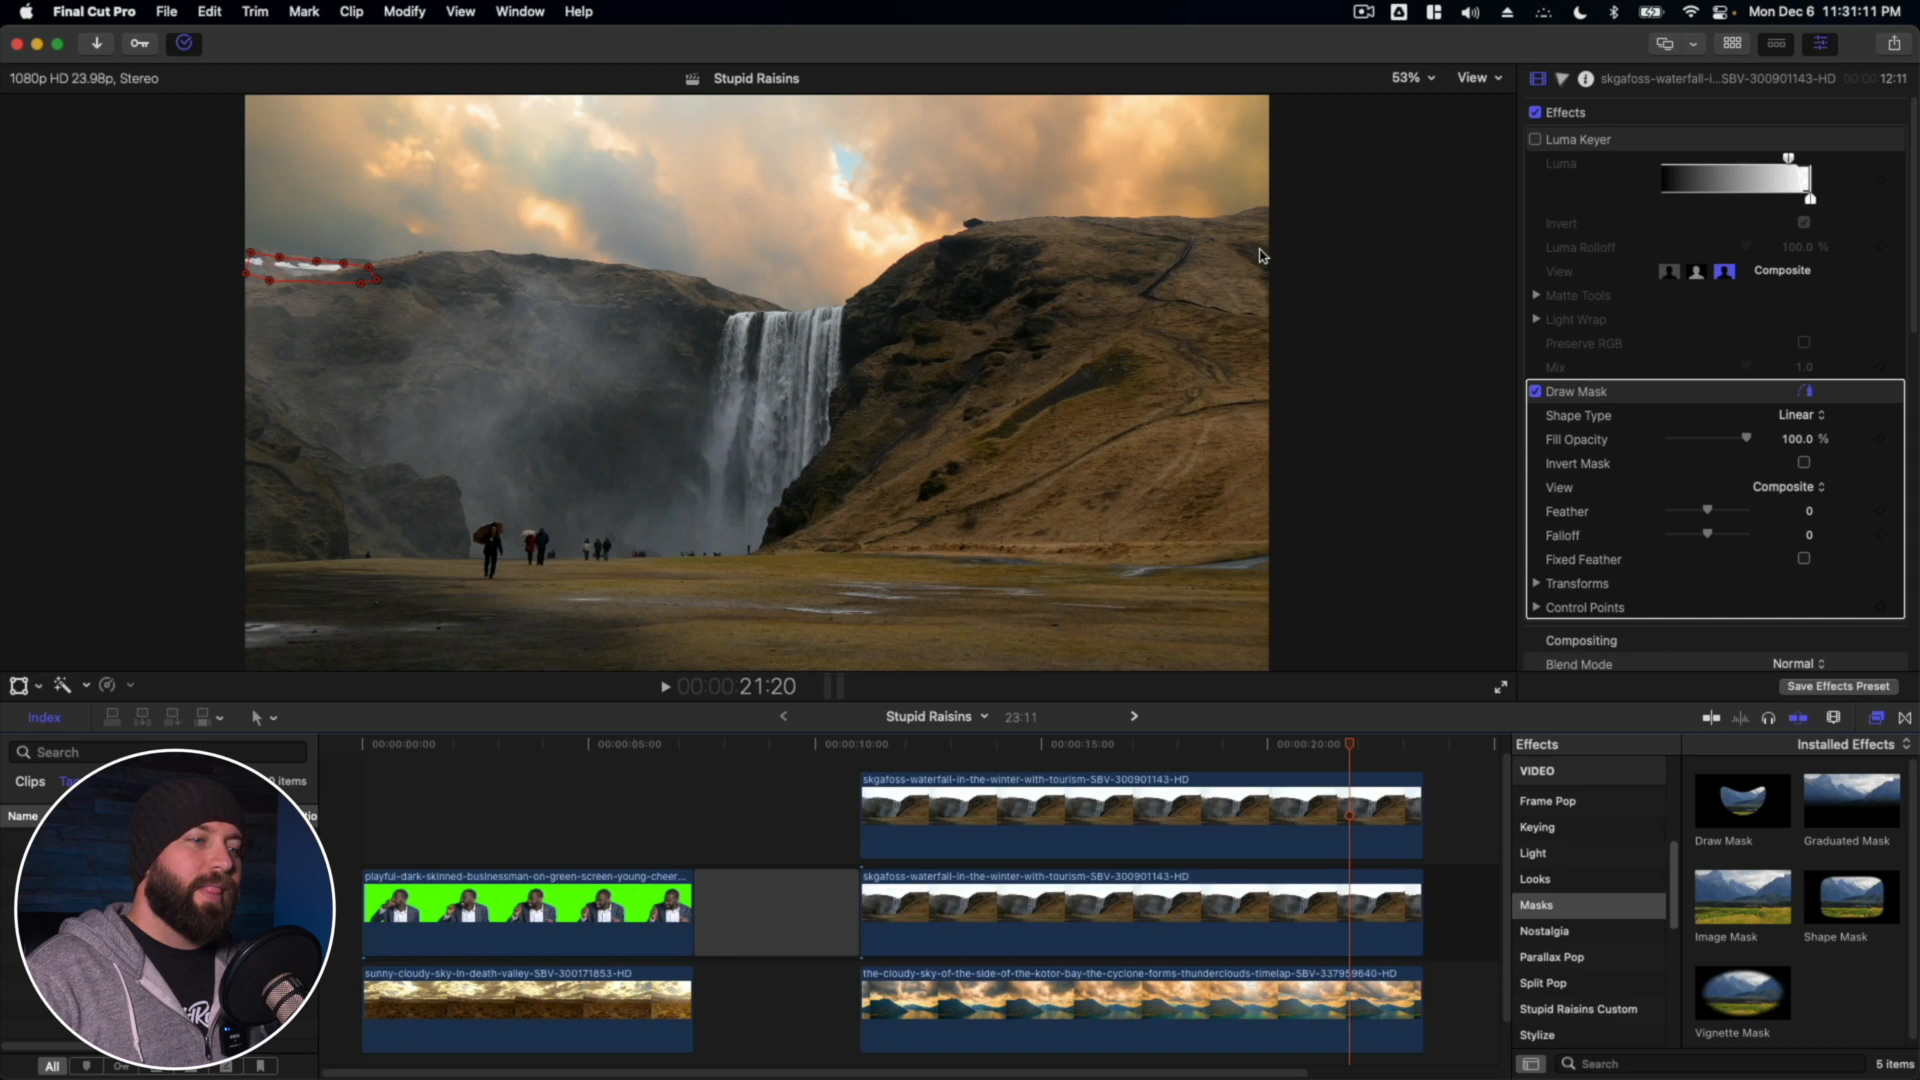 Final Cut Pro File Edit Trim Mark Clip Modify View Window Help Mon Dec 6 11:31:11 PM
1080p HD 23.98p, Stereo Stupid Raisins 53% View skgafoss-waterfall-i...SBV-300901143-HD 00:00:12:11
Effects
Luma Keyer
Luma
Invert
Luma Rolloff 100.0 %
View Composite
Matte Tools
Light Wrap
Preserve RGB
Mix 1.0
Draw Mask
Shape Type Linear
Fill Opacity 100.0 %
Invert Mask
View Composite
Feather 0
Falloff 0
Fixed Feather
Transforms
Control Points
Compositing
Blend Mode Normal
00:00:21:20 Save Effects Preset
Index Stupid Raisins 23:11
Search 00:00:00:00 00:00:05:00 00:00:10:00 00:00:15:00 00:00:20:00 Effects Installed Effects
Clips items
Name
skgafoss-waterfall-in-the-winter-with-tourism-SBV-300901143-HD
playful-dark-skinned-businessman-on-green-screen-young-cheer... skgafoss-waterfall-in-the-winter-with-tourism-SBV-300901143-HD
sunny-cloudy-sky-in-death-valley-SBV-300171853-HD the-cloudy-sky-of-the-side-of-the-kotor-bay-the-cyclone-forms-thunderclouds-timelap-SBV-337959640-HD
VIDEO
Frame Pop
Keying
Light
Looks
Masks
Nostalgia
Parallax Pop
Split Pop
Stupid Raisins Custom
Stylize
Draw Mask Graduated Mask
Image Mask Shape Mask
Vignette Mask
All Search 5 items